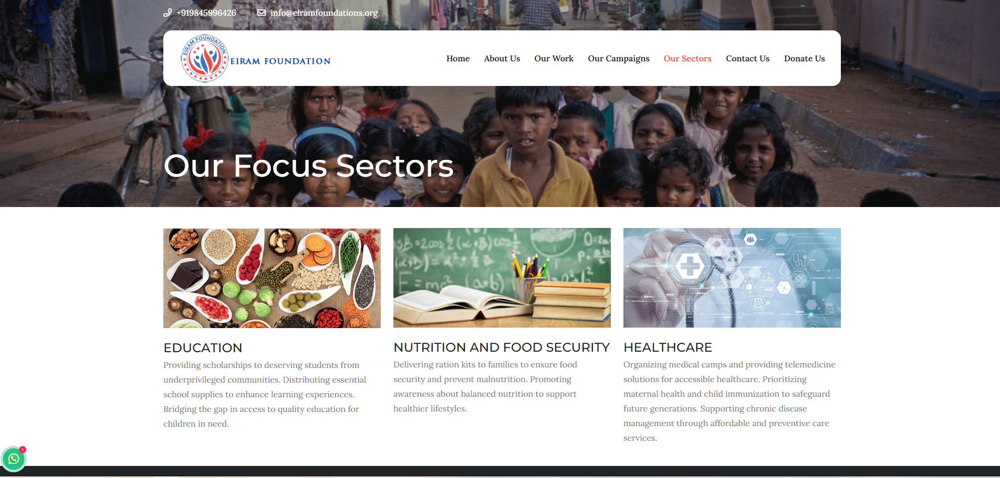 +919845996426
info@eiramfoundations.org
EIRAM FOUNDATION
EIRAM FOUNDATION
Home
About Us
Our Work
Our Campaigns
Our Sectors
Contact Us
Donate Us
Our Focus Sectors
EDUCATION
Providing scholarships to deserving students from
underprivileged communities. Distributing essential
school supplies to enhance learning experiences.
Bridging the gap in access to quality education for
children in need.
NUTRITION AND FOOD SECURITY
Delivering ration kits to families to ensure food
security and prevent malnutrition. Promoting
awareness about balanced nutrition to support
healthier lifestyles.
HEALTHCARE
Organizing medical camps and providing telemedicine
solutions for accessible healthcare. Prioritizing
maternal health and child immunization to safeguard
future generations. Supporting chronic disease
management through affordable and preventive care
services.
1